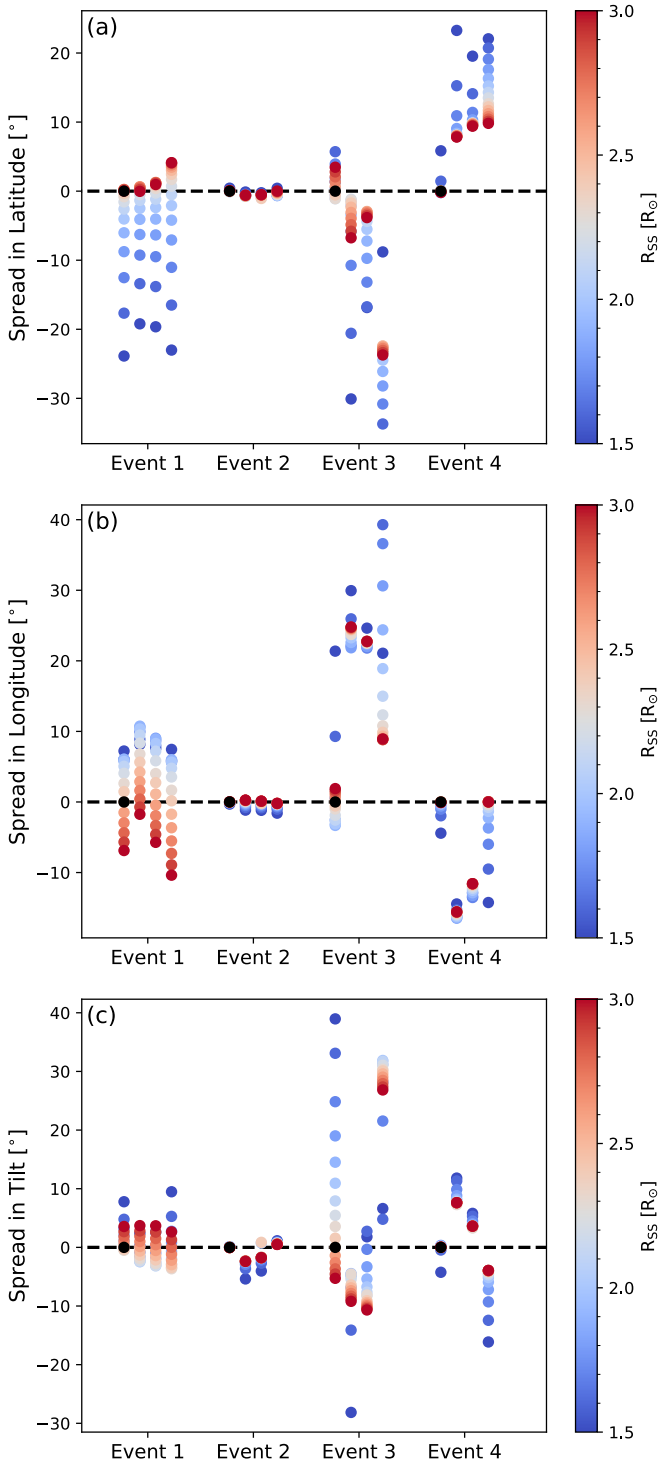 (a)
20
10
0
−10
−20
−30
Spread in Latitude [°]
Event 1 Event 2 Event 3 Event 4
3.0
2.5
2.0
1.5
R_SS [R_⊙]
(b)
40
30
20
10
0
−10
Spread in Longitude [°]
Event 1 Event 2 Event 3 Event 4
3.0
2.5
2.0
1.5
R_SS [R_⊙]
(c)
40
30
20
10
0
−10
−20
−30
Spread in Tilt [°]
Event 1 Event 2 Event 3 Event 4
3.0
2.5
2.0
1.5
R_SS [R_⊙]